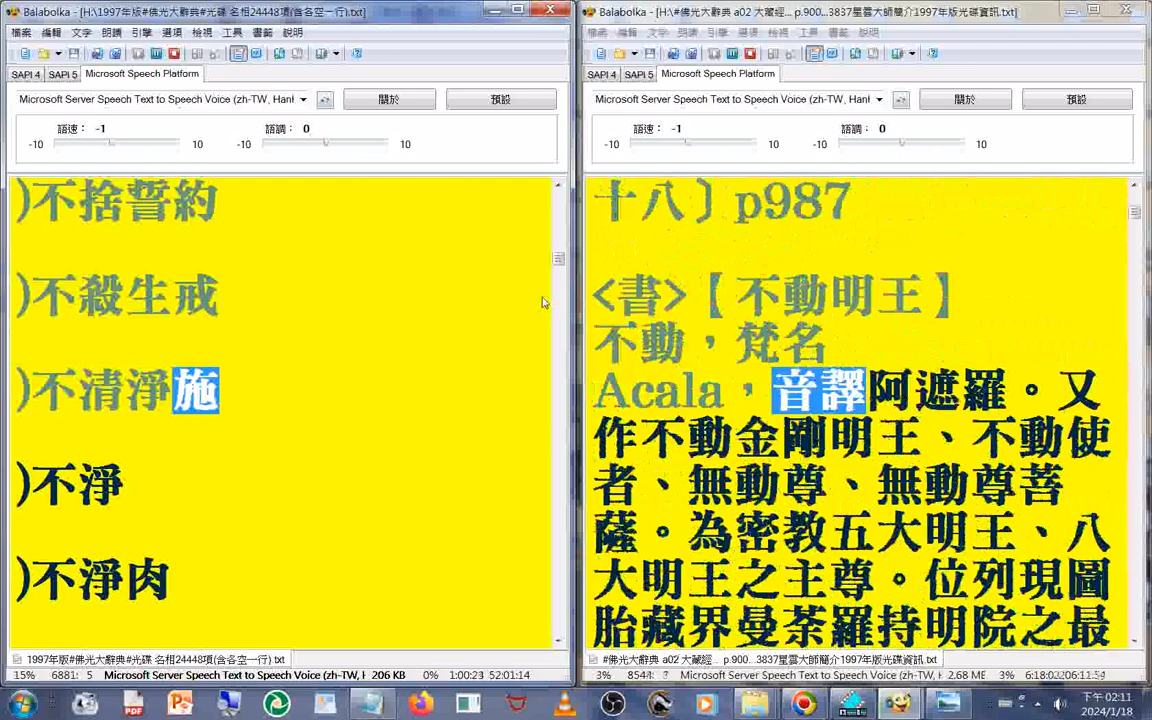 Balabolka - [H:\1997年版#佛光大辭典#光碟 名相24448項(含各空一行).txt]
檔案 編輯 文字 朗讀 引擎 選項 檢視 工具 書籤 說明
SAPI 4 SAPI 5 Microsoft Speech Platform
Microsoft Server Speech Text to Speech Voice (zh-TW, Hanl
關於
預設
語速： -1
語調： 0
-10 10 -10 10
)不捨誓約
)不殺生戒
)不清淨施
)不淨
)不淨肉
1997年版#佛光大辭典#光碟 名相24448項(含各空一行).txt
15% 6881: 5 Microsoft Server Speech Text to Speech Voice (zh-TW, H 206 KB 0% 1:00:23 52:01:14
Balabolka - [H:\#佛光大辭典 a02 大藏經... p.900...3837星雲大師簡介1997年版光碟資訊.txt]
檔案 編輯 文字 朗讀 引擎 選項 檢視 工具 書籤 說明
SAPI 4 SAPI 5 Microsoft Speech Platform
Microsoft Server Speech Text to Speech Voice (zh-TW, Hanl
關於
預設
語速： -1
語調： 0
-10 10 -10 10
十八〕p987
<書>【不動明王】
不動，梵名
Acala，音譯阿遮羅。又
作不動金剛明王、不動使
者、無動尊、無動尊菩
薩。為密教五大明王、八
大明王之主尊。位列現圖
胎藏界曼荼羅持明院之最
#佛光大辭典 a02 大藏經... p.900...3837星雲大師簡介1997年版光碟資訊.txt
3% Microsoft Server Speech Text to Speech Voice 2.68 ME 3%
下午 02:11
2024/1/18